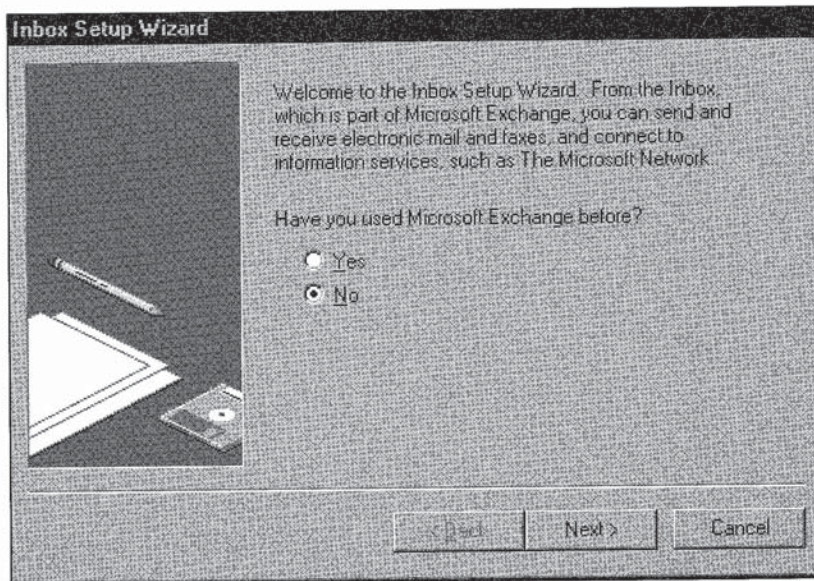 Inbox Setup Wizard
Welcome to the Inbox Setup Wizard. From the Inbox,
which is part of Microsoft Exchange, you can send and
receive electronic mail and faxes, and connect to
information services, such as The Microsoft Network.
Have you used Microsoft Exchange before?
Yes
No
< Back
Next >
Cancel